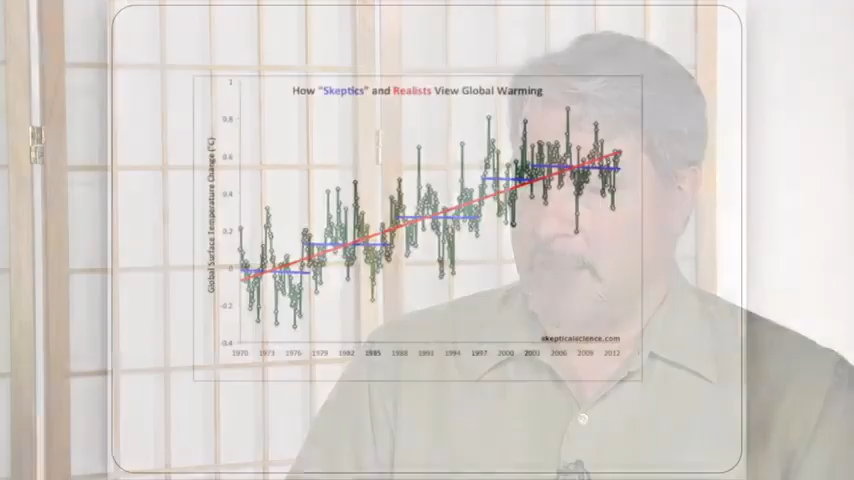 How "Skeptics" and Realists View Global Warming
Global Surface Temperature Change (°C)
1
0.8
0.6
0.4
0.2
0
-0.2
-0.4
skepticalscience.com
1970 1973 1976 1979 1982 1985 1988 1991 1994 1997 2000 2003 2006 2009 2012